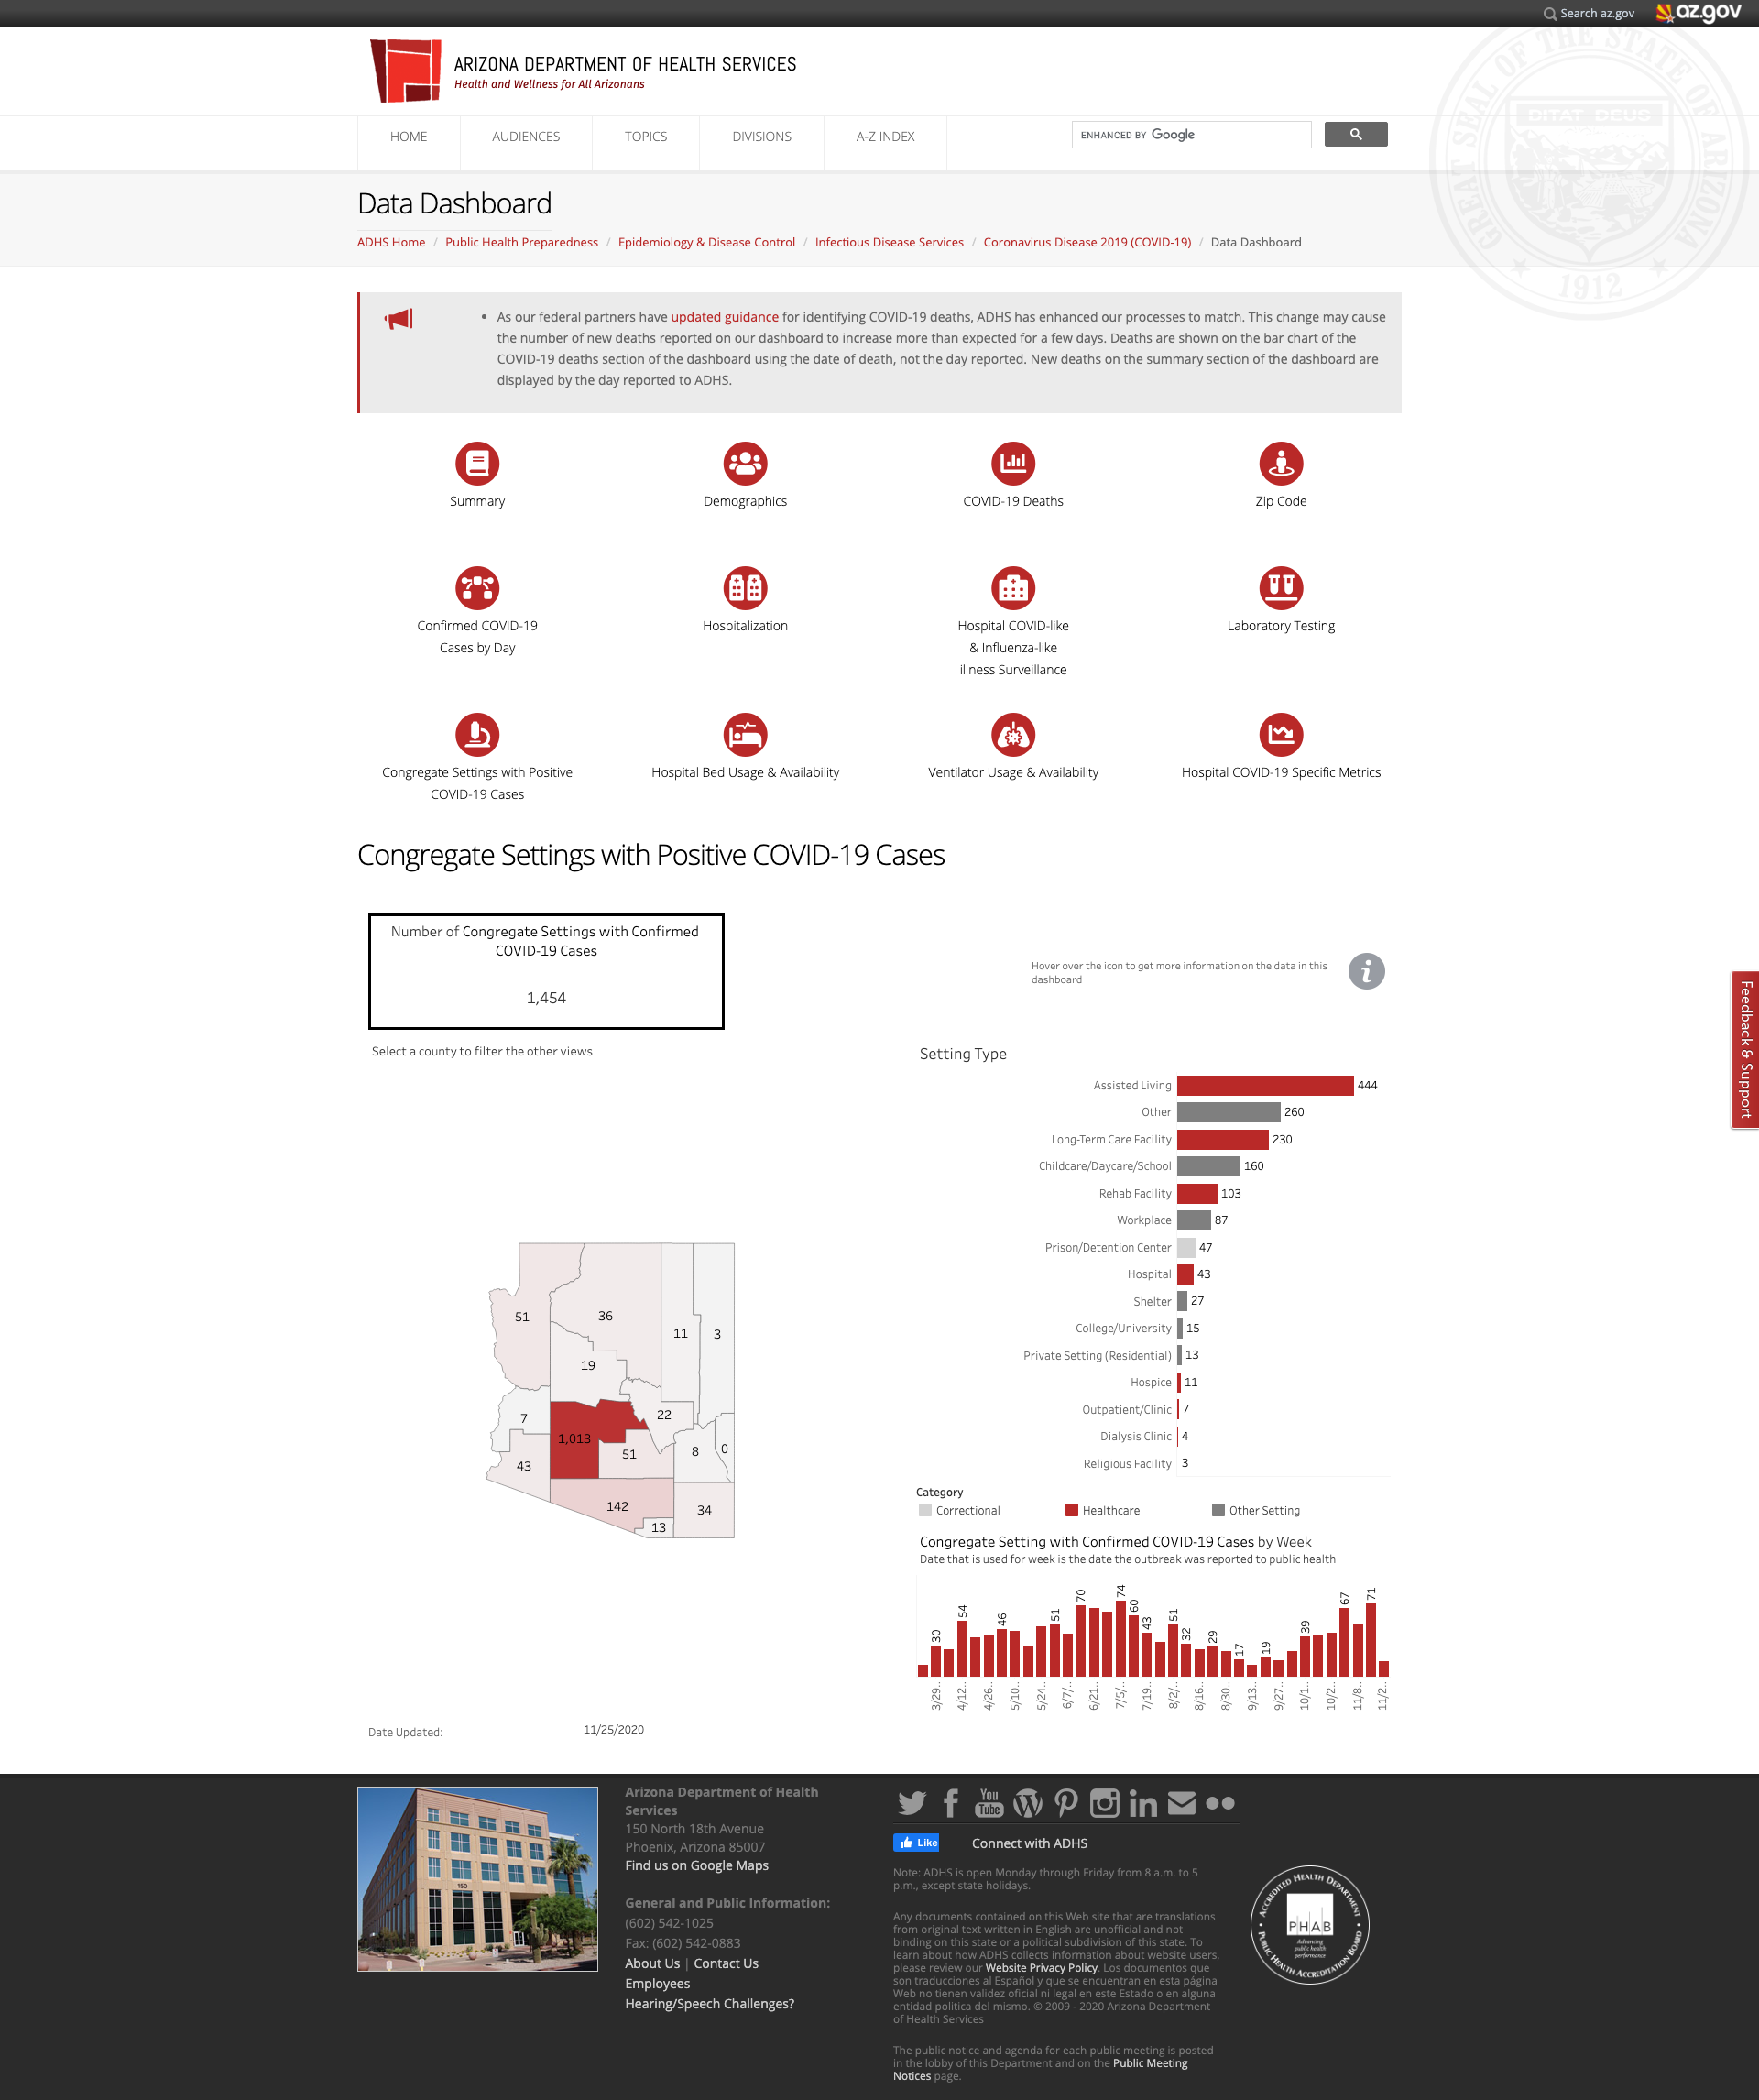 Search az.gov
az.gov
GREAT SEAL OF THE STATE OF ARIZONA
DITAT DEUS
1912
ARIZONA DEPARTMENT OF HEALTH SERVICES
Health and Wellness for All Arizonans
HOME
AUDIENCES
TOPICS
DIVISIONS
A-Z INDEX
ENHANCED BY Google
Data Dashboard
ADHS Home / Public Health Preparedness / Epidemiology & Disease Control / Infectious Disease Services / Coronavirus Disease 2019 (COVID-19) / Data Dashboard
• As our federal partners have updated guidance for identifying COVID-19 deaths, ADHS has enhanced our processes to match. This change may cause
the number of new deaths reported on our dashboard to increase more than expected for a few days. Deaths are shown on the bar chart of the
COVID-19 deaths section of the dashboard using the date of death, not the day reported. New deaths on the summary section of the dashboard are
displayed by the day reported to ADHS.
Summary
Demographics
COVID-19 Deaths
Zip Code
Confirmed COVID-19
Cases by Day
Hospitalization
Hospital COVID-like
& Influenza-like
illness Surveillance
Laboratory Testing
Congregate Settings with Positive
COVID-19 Cases
Hospital Bed Usage & Availability
Ventilator Usage & Availability
Hospital COVID-19 Specific Metrics
Congregate Settings with Positive COVID-19 Cases
Number of Congregate Settings with Confirmed
COVID-19 Cases
1,454
Select a county to filter the other views
Hover over the icon to get more information on the data in this
dashboard
i
Feedback & Support
51
36
11
3
19
7
22
1,013
51
8
0
43
142
34
13
Setting Type
Assisted Living 444
Other 260
Long-Term Care Facility 230
Childcare/Daycare/School 160
Rehab Facility 103
Workplace 87
Prison/Detention Center 47
Hospital 43
Shelter 27
College/University 15
Private Setting (Residential) 13
Hospice 11
Outpatient/Clinic 7
Dialysis Clinic 4
Religious Facility 3
Category
Correctional
Healthcare
Other Setting
Congregate Setting with Confirmed COVID-19 Cases by Week
Date that is used for week is the date the outbreak was reported to public health
30 54 46 51 70 74 60 43 51 32 29 17 19 39 67 71
3/29.. 4/12.. 4/26.. 5/10.. 5/24.. 6/7/.. 6/21.. 7/5/.. 7/19.. 8/2/.. 8/16.. 8/30.. 9/13.. 9/27.. 10/1.. 10/2.. 11/8.. 11/2..
Date Updated:
11/25/2020
150
Arizona Department of Health
Services
150 North 18th Avenue
Phoenix, Arizona 85007
Find us on Google Maps
General and Public Information:
(602) 542-1025
Fax: (602) 542-0883
About Us | Contact Us
Employees
Hearing/Speech Challenges?
You
Tube
Like
Connect with ADHS
Note: ADHS is open Monday through Friday from 8 a.m. to 5
p.m., except state holidays.
Any documents contained on this Web site that are translations
from original text written in English are unofficial and not
binding on this state or a political subdivision of this state. To
learn about how ADHS collects information about website users,
please review our Website Privacy Policy. Los documentos que
son traducciones al Español y que se encuentran en esta página
Web no tienen validez oficial ni legal en este Estado o en alguna
entidad politica del mismo. © 2009 - 2020 Arizona Department
of Health Services
The public notice and agenda for each public meeting is posted
in the lobby of this Department and on the Public Meeting
Notices page.
ACCREDITED HEALTH DEPARTMENT
PHAB
Advancing
public health
performance
PUBLIC HEALTH ACCREDITATION BOARD